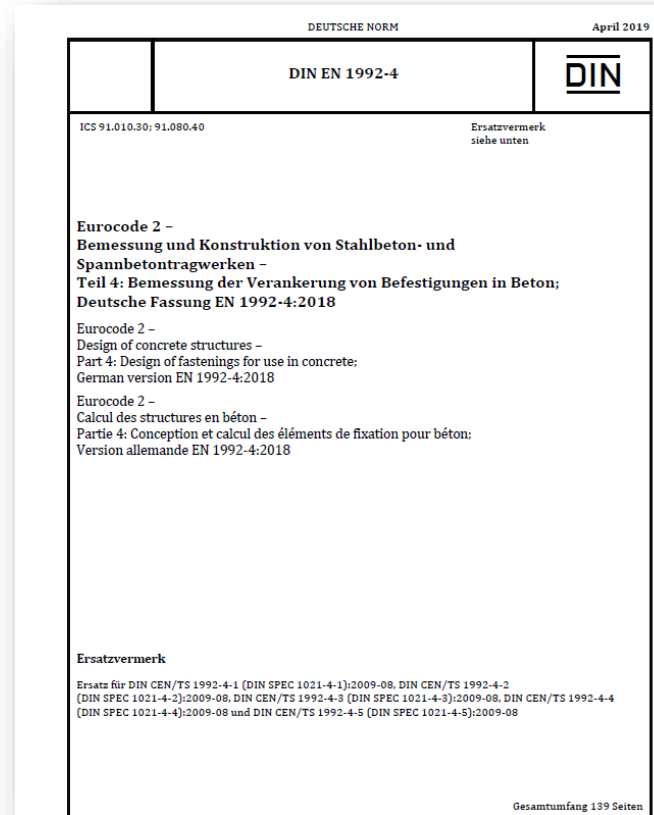 DEUTSCHE NORM
April 2019
DIN EN 1992-4
DIN
ICS 91.010.30; 91.080.40
Ersatzvermerk
siehe unten
Eurocode 2 –
Bemessung und Konstruktion von Stahlbeton- und
Spannbetontragwerken –
Teil 4: Bemessung der Verankerung von Befestigungen in Beton;
Deutsche Fassung EN 1992-4:2018
Eurocode 2 –
Design of concrete structures –
Part 4: Design of fastenings for use in concrete;
German version EN 1992-4:2018
Eurocode 2 –
Calcul des structures en béton –
Partie 4: Conception et calcul des éléments de fixation pour béton;
Version allemande EN 1992-4:2018
Ersatzvermerk
Ersatz für DIN CEN/TS 1992-4-1 (DIN SPEC 1021-4-1):2009-08, DIN CEN/TS 1992-4-2
(DIN SPEC 1021-4-2):2009-08, DIN CEN/TS 1992-4-3 (DIN SPEC 1021-4-3):2009-08, DIN CEN/TS 1992-4-4
(DIN SPEC 1021-4-4):2009-08 und DIN CEN/TS 1992-4-5 (DIN SPEC 1021-4-5):2009-08
Gesamtumfang 139 Seiten